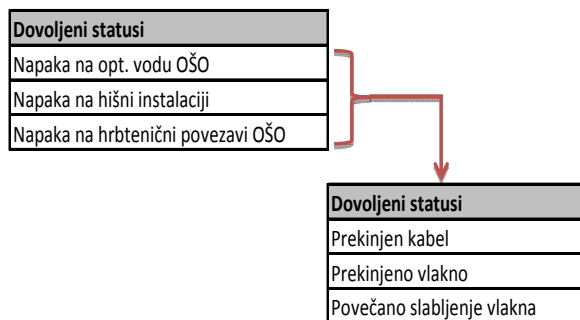 Dovoljeni statusi
Napaka na opt. vodu OŠO
Napaka na hišni instalaciji
Napaka na hrbtenični povezavi OŠO
Dovoljeni statusi
Prekinjen kabel
Prekinjeno vlakno
Povečano slabljenje vlakna